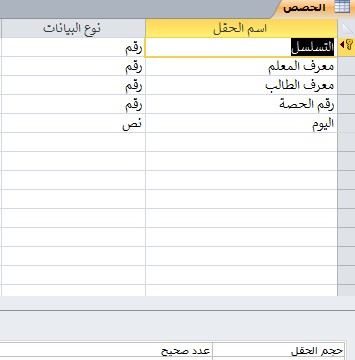 الحصص
اسم الحقل نوع البيانات
التسلسل رقم
معرف المعلم رقم
معرف الطالب رقم
رقم الحصة رقم
اليوم نص
حجم الحقل عدد صحيح